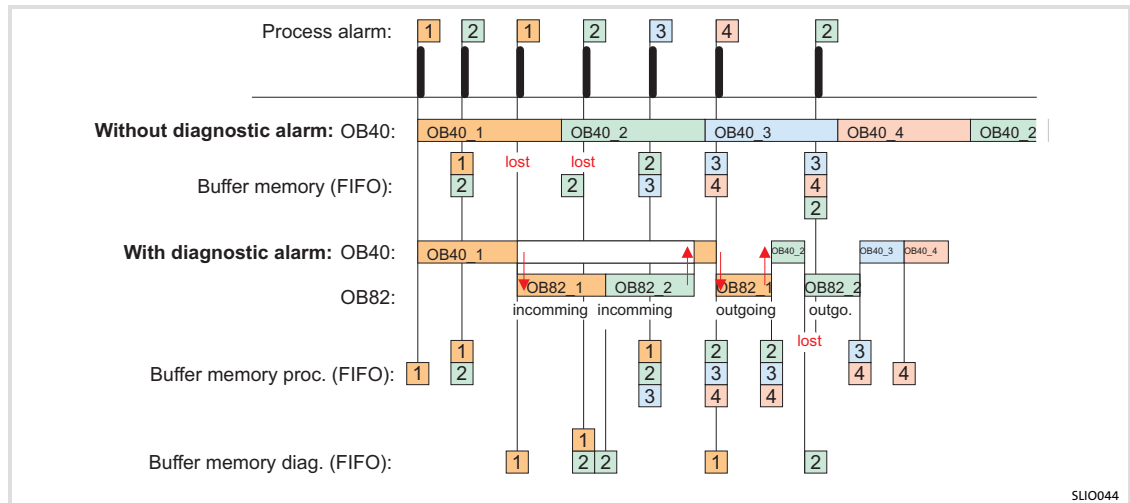 Process alarm: 1 2 1 2 3 4 2
Without diagnostic alarm: OB40: OB40_1 OB40_2 OB40_3 OB40_4 OB40_2
1 lost lost 2 3 3
Buffer memory (FIFO): 2 2 3 4 4
2
With diagnostic alarm: OB40: OB40_1 OB40_2 OB40_3 OB40_4
OB82: OB82_1 OB82_2 OB82_1 OB82_2
incomming incomming outgoing outgo.
lost
1 1 2 2 3
Buffer memory proc. (FIFO): 1 2 2 3 3 4 4
3 4 4
1
Buffer memory diag. (FIFO): 1 2 2 1 2
SLIO044